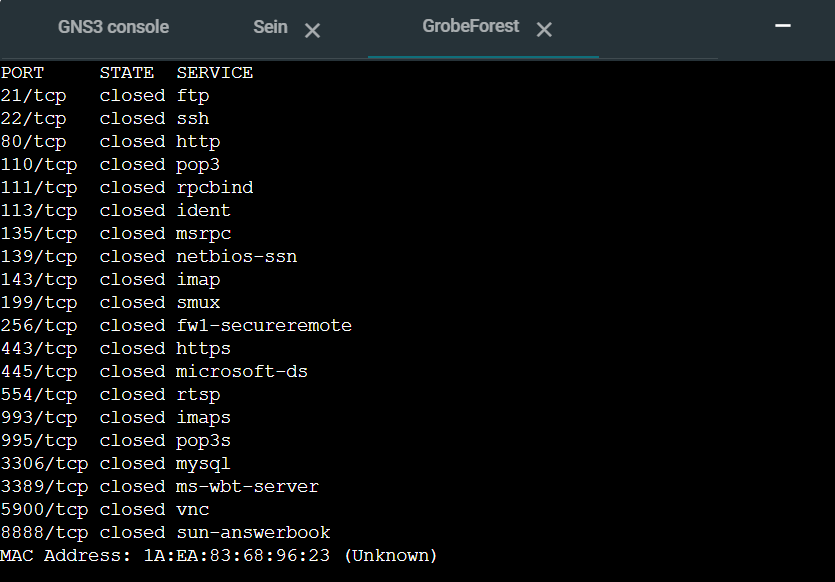 GNS3 console Sein GrobeForest
PORT STATE SERVICE
21/tcp closed ftp
22/tcp closed ssh
80/tcp closed http
110/tcp closed pop3
111/tcp closed rpcbind
113/tcp closed ident
135/tcp closed msrpc
139/tcp closed netbios-ssn
143/tcp closed imap
199/tcp closed smux
256/tcp closed fw1-secureremote
443/tcp closed https
445/tcp closed microsoft-ds
554/tcp closed rtsp
993/tcp closed imaps
995/tcp closed pop3s
3306/tcp closed mysql
3389/tcp closed ms-wbt-server
5900/tcp closed vnc
8888/tcp closed sun-answerbook
MAC Address: 1A:EA:83:68:96:23 (Unknown)